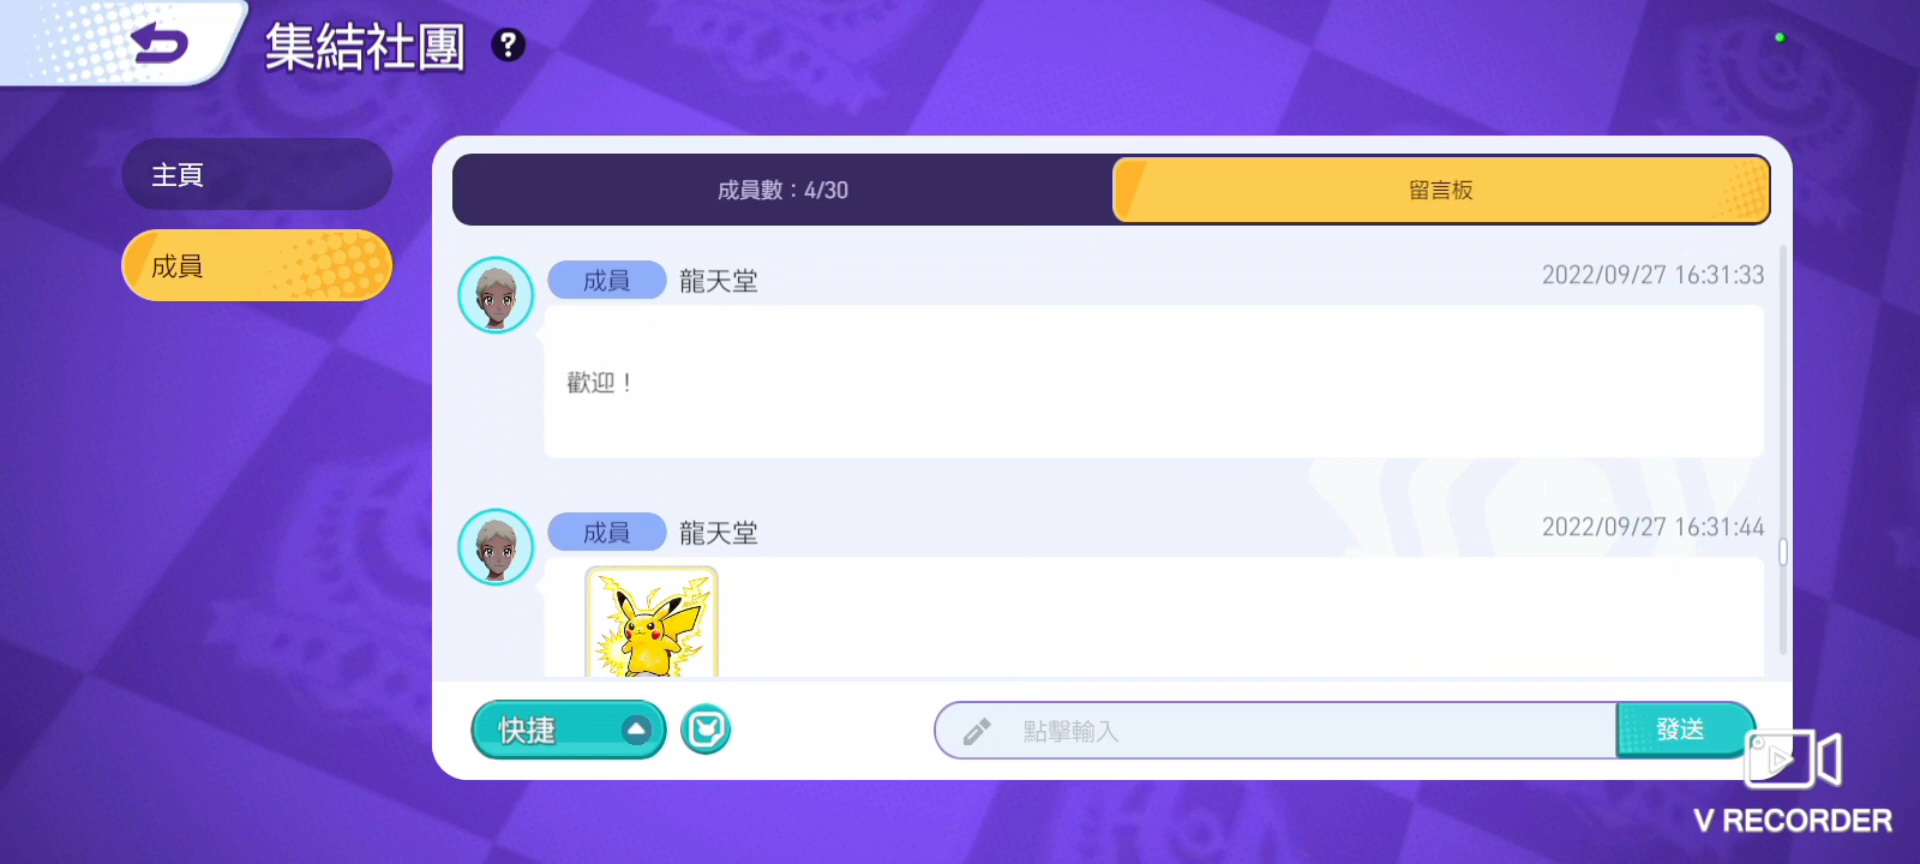 集結社團 ?
主頁
成員
成員數：4/30
留言板
成員 龍天堂 2022/09/27 16:31:33
歡迎！
成員 龍天堂 2022/09/27 16:31:44
快捷
點擊輸入
發送
V RECORDER